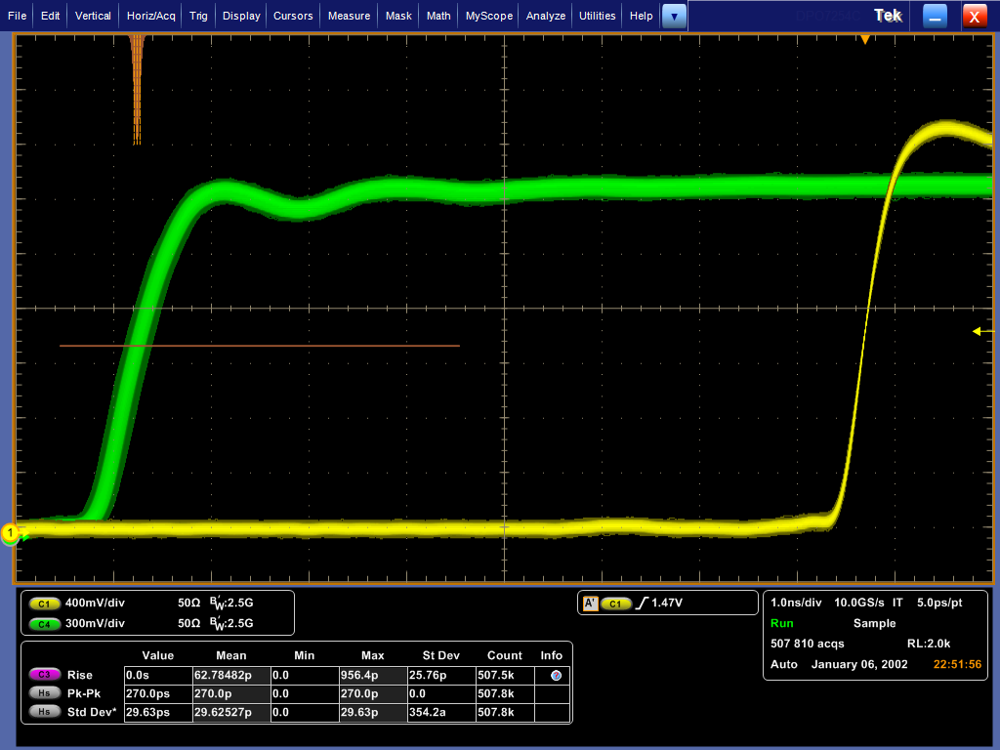 File Edit Vertical Horiz/Acq Trig Display Cursors Measure Mask Math MyScope Analyze Utilities Help Tek X
1
C1 400mV/div 50Ω BW:2.5G
C4 300mV/div 50Ω BW:2.5G
A' C1 1.47V
1.0ns/div 10.0GS/s IT 5.0ps/pt
Run Sample
507 810 acqs RL:2.0k
Auto January 06, 2002 22:51:56
Value Mean Min Max St Dev Count Info
C3 Rise 0.0s 62.78482p 0.0 956.4p 25.76p 507.5k
Hs Pk-Pk 270.0ps 270.0p 0.0 270.0p 0.0 507.8k
Hs Std Dev* 29.63ps 29.62527p 0.0 29.63p 354.2a 507.8k